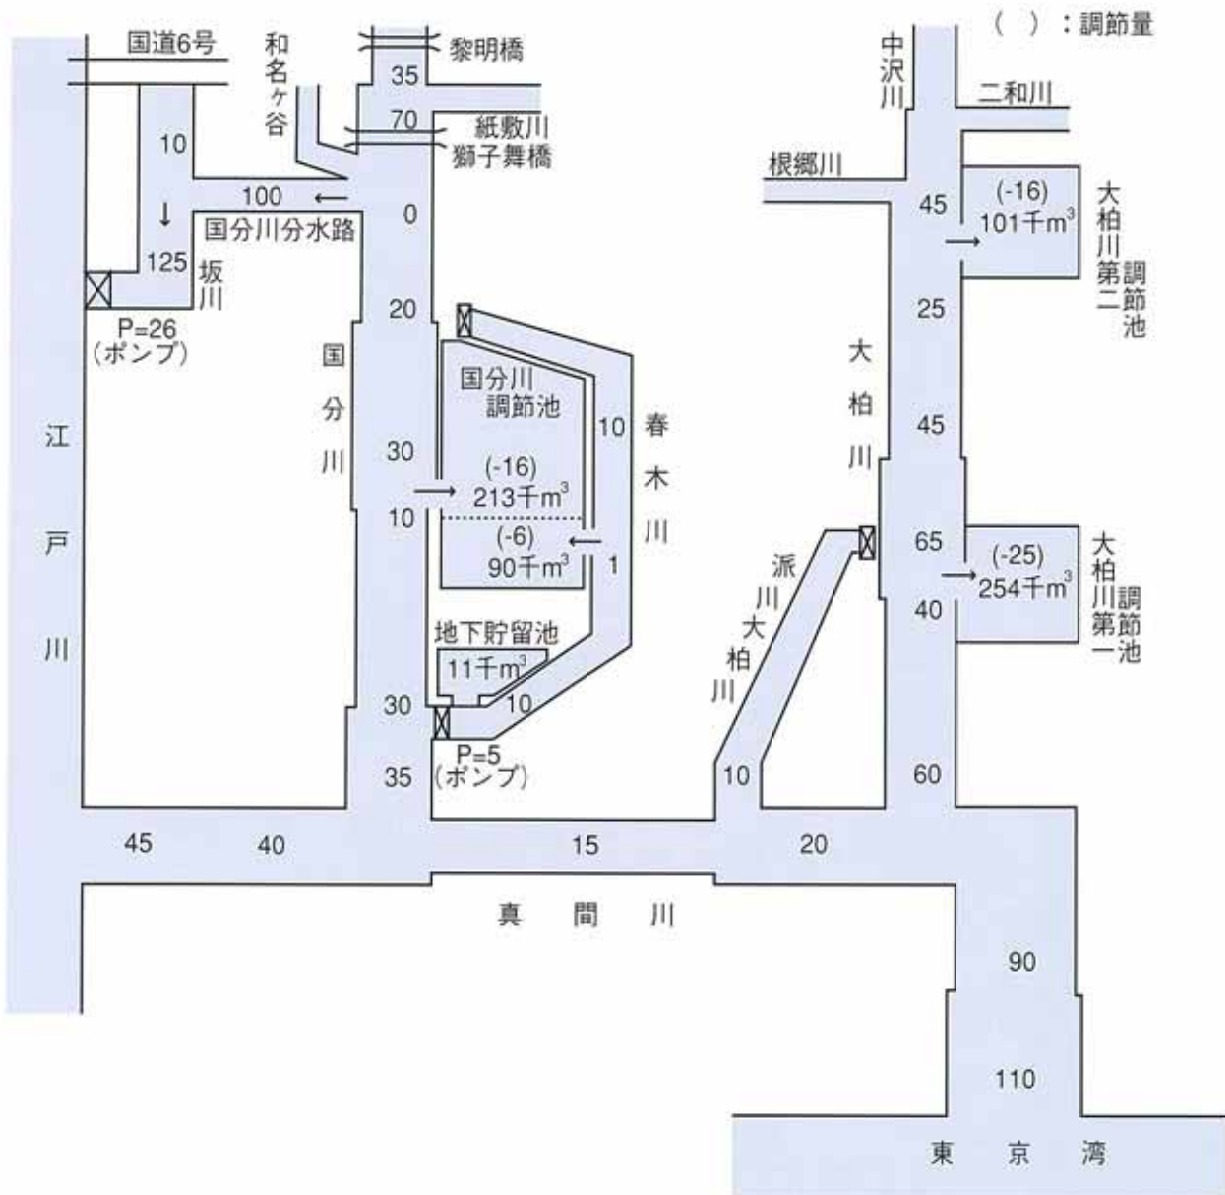 ( ):調節量
国道6号
和名ヶ谷
黎明橋
35
70
紙敷川
獅子舞橋
中沢川
二和川
根郷川
10
100
←
国分川分水路
↓
125
坂川
P=26
(ポンプ)
0
20
45
(-16)
101千m³
大柏川第二
調節池
→
25
国分川
国分川
調節池
10
春木川
大柏川
45
江戸川
30
(-16)
213千m³
→
10
(-6)
90千m³
←
1
65
(-25)
254千m³
大柏川第一
調節池
→
40
派川大柏川
地下貯留池
11千m³
30
10
P=5
(ポンプ)
35
10
60
45
40
15
20
真間川
90
110
東京湾